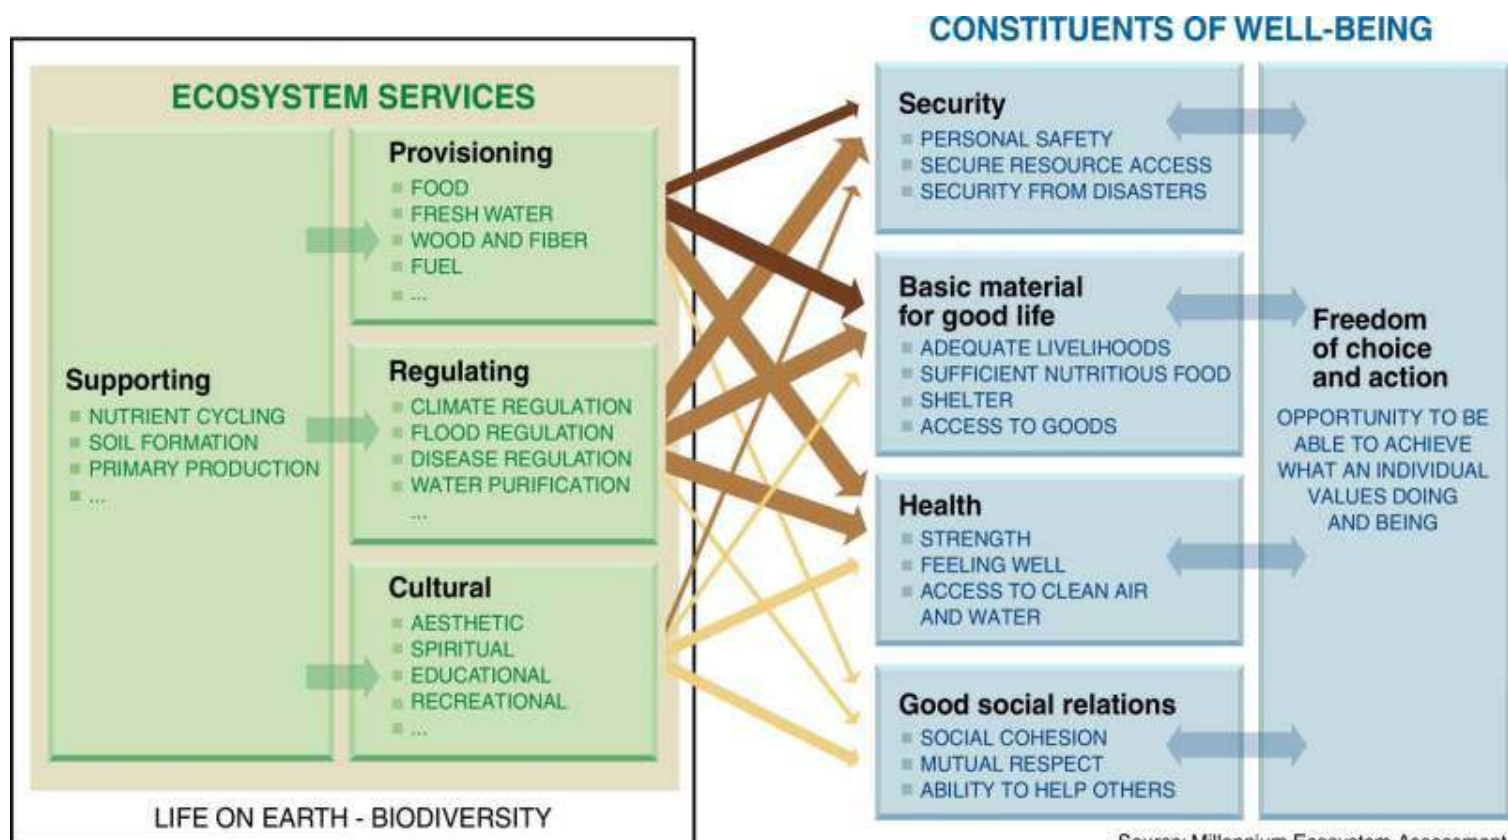 CONSTITUENTS OF WELL-BEING
ECOSYSTEM SERVICES
Supporting
NUTRIENT CYCLING
SOIL FORMATION
PRIMARY PRODUCTION
...
Provisioning
FOOD
FRESH WATER
WOOD AND FIBER
FUEL
...
Regulating
CLIMATE REGULATION
FLOOD REGULATION
DISEASE REGULATION
WATER PURIFICATION
...
Cultural
AESTHETIC
SPIRITUAL
EDUCATIONAL
RECREATIONAL
...
LIFE ON EARTH - BIODIVERSITY
Security
PERSONAL SAFETY
SECURE RESOURCE ACCESS
SECURITY FROM DISASTERS
Basic material
for good life
ADEQUATE LIVELIHOODS
SUFFICIENT NUTRITIOUS FOOD
SHELTER
ACCESS TO GOODS
Health
STRENGTH
FEELING WELL
ACCESS TO CLEAN AIR
AND WATER
Good social relations
SOCIAL COHESION
MUTUAL RESPECT
ABILITY TO HELP OTHERS
Freedom
of choice
and action
OPPORTUNITY TO BE
ABLE TO ACHIEVE
WHAT AN INDIVIDUAL
VALUES DOING
AND BEING
Source: Millennium Ecosystem Assessment